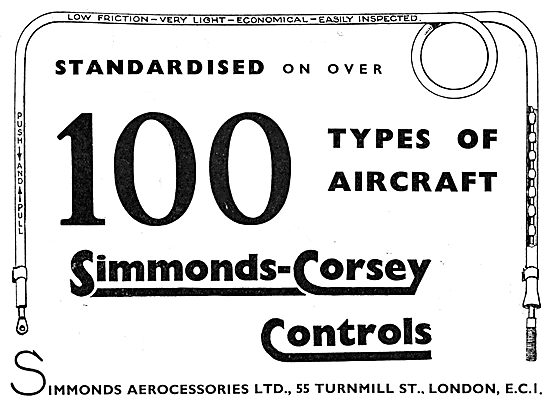 LOW FRICTION–VERY LIGHT–ECONOMICAL–EASILY INSPECTED.
STANDARDISED ON OVER
100
TYPES OF
AIRCRAFT
PUSH AND PULL
Simmonds-Corsey
Controls
SIMMONDS AEROCESSORIES LTD., 55 TURNMILL ST., LONDON, E.C.I.